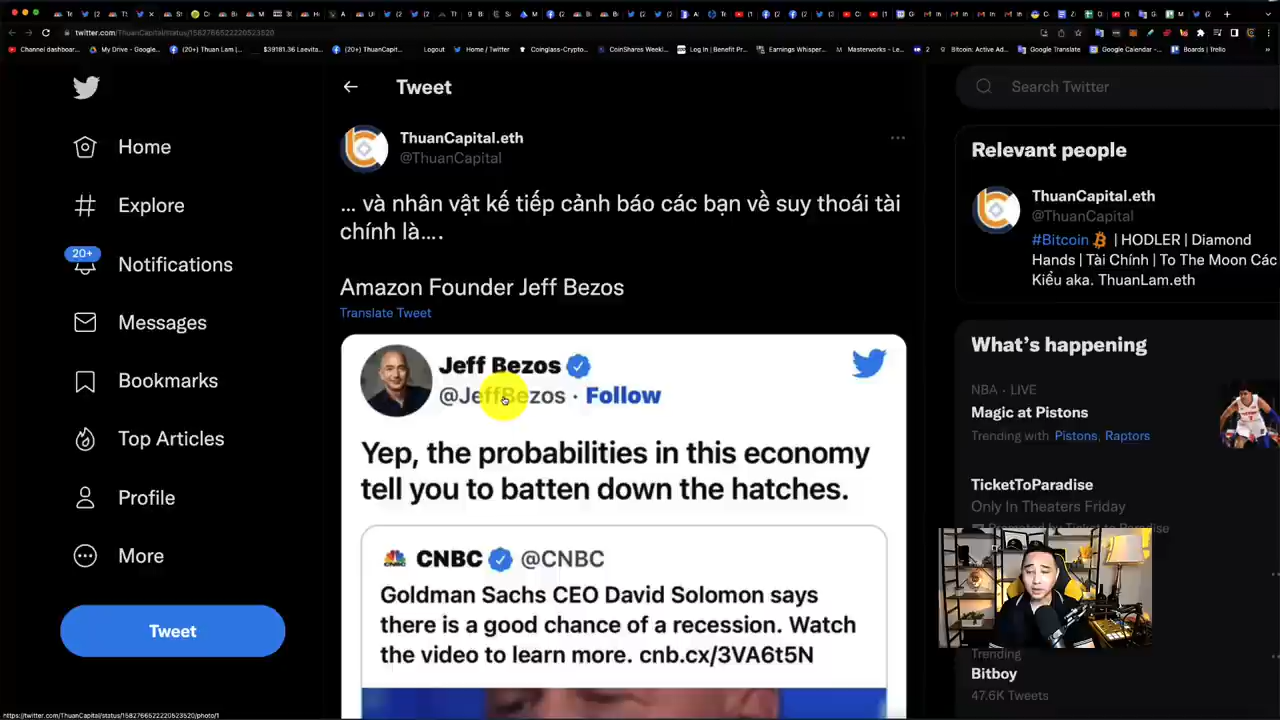 twitter.com/ThuanCapital/status/1582766522220523520
Channel dashboar...
My Drive - Google...
(20+) Thuan Lam |...
$39181.36 Laevita...
(20+) ThuanCapit...
Logout
Home / Twitter
Coinglass-Crypto...
CoinShares Weekl...
Log In | Benefit Pr...
Earnings Whisper...
Masterworks – Le...
Bitcoin: Active Ad...
Google Translate
Google Calendar -...
Boards | Trello
Home
Explore
20+
Notifications
Messages
Bookmarks
Top Articles
Profile
More
Tweet
Tweet
ThuanCapital.eth
@ThuanCapital
... và nhân vật kế tiếp cảnh báo các bạn về suy thoái tài
chính là....
Amazon Founder Jeff Bezos
Translate Tweet
Jeff Bezos
@JeffBezos · Follow
Yep, the probabilities in this economy
tell you to batten down the hatches.
CNBC @CNBC
Goldman Sachs CEO David Solomon says
there is a good chance of a recession. Watch
the video to learn more. cnb.cx/3VA6t5N
Search Twitter
Relevant people
ThuanCapital.eth
@ThuanCapital
#Bitcoin | HODLER | Diamond
Hands | Tài Chính | To The Moon Các
Kiểu aka. ThuanLam.eth
What's happening
NBA · LIVE
Magic at Pistons
Trending with Pistons, Raptors
TicketToParadise
Only In Theaters Friday
Promoted by Ticket to Paradise
Trending
Bitboy
47.6K Tweets
https://twitter.com/ThuanCapital/status/1582766522220523520/photo/1